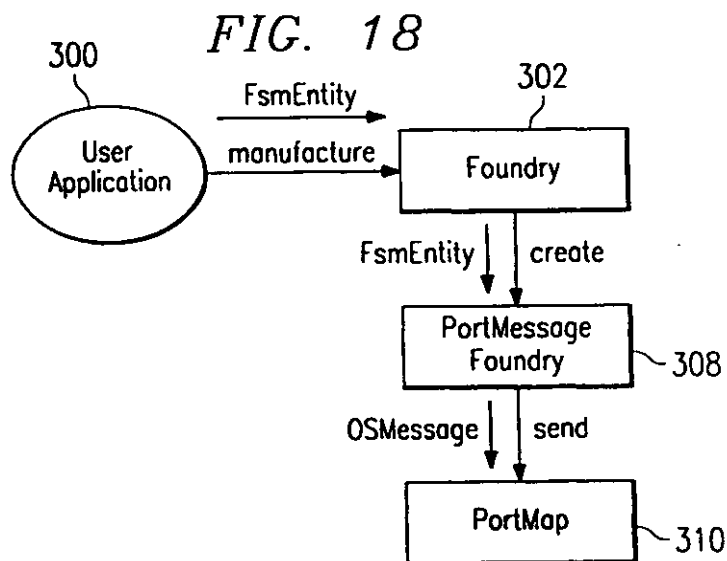 FIG. 18
300
FsmEntity
302
User
Application
manufacture
Foundry
FsmEntity
create
PortMessage
Foundry
308
OSMessage
send
PortMap
310